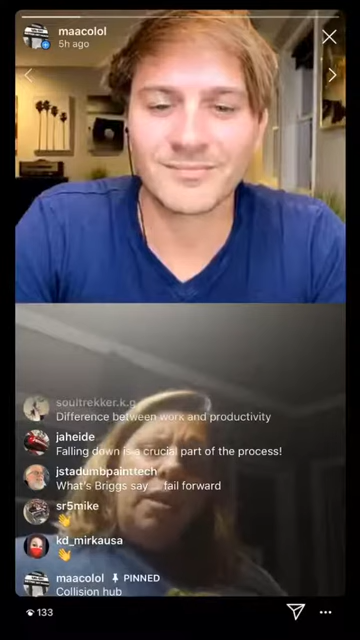 maacolol
5h ago
soultrekker.k.g
Difference between work and productivity
jaheide
Falling down is a crucial part of the process!
jstadumbpainttech
What's Briggs say ... fail forward
sr5mike
kd_mirkausa
maacolol PINNED
Collision hub
133